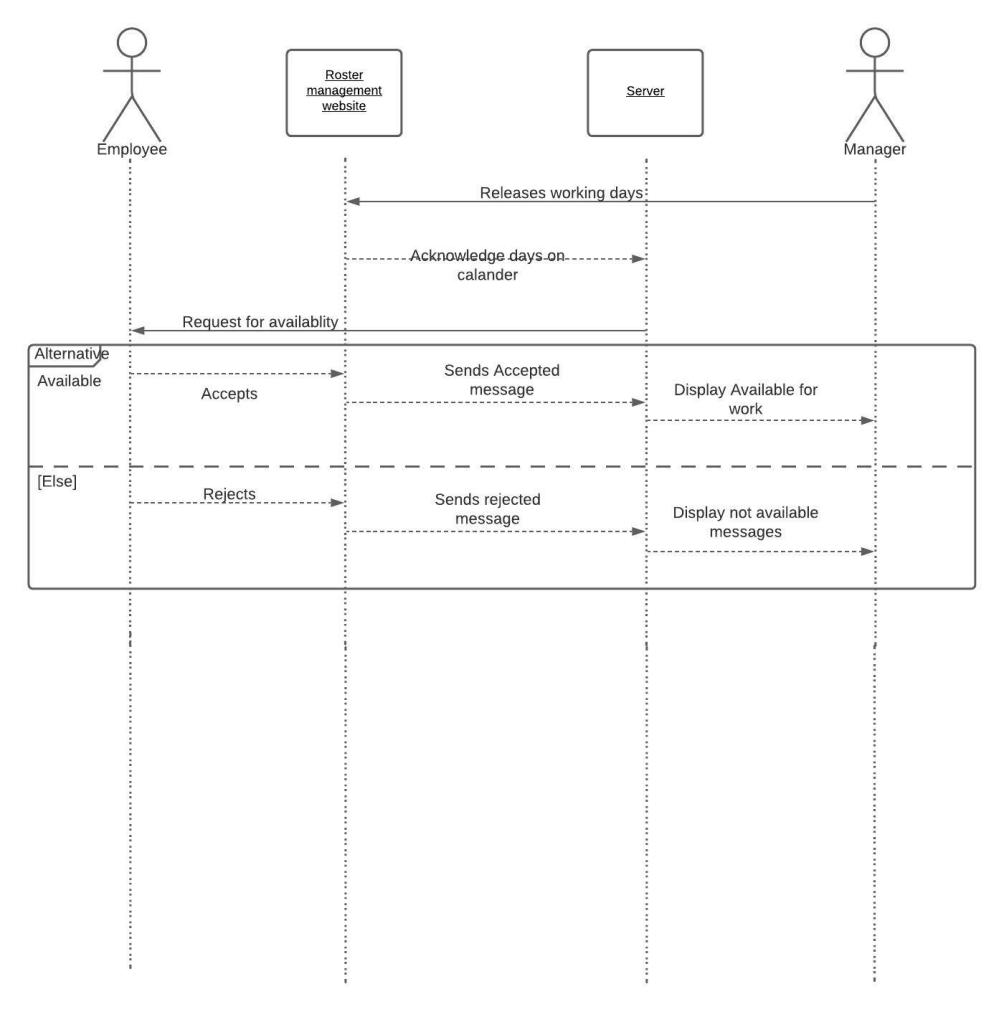 Roster
management
website
Server
Employee
Manager
Releases working days
Acknowledge days on
calander
Request for availablity
Alternative
Available
Accepts
Sends Accepted
message
Display Available for
work
[Else]
Rejects
Sends rejected
message
Display not available
messages